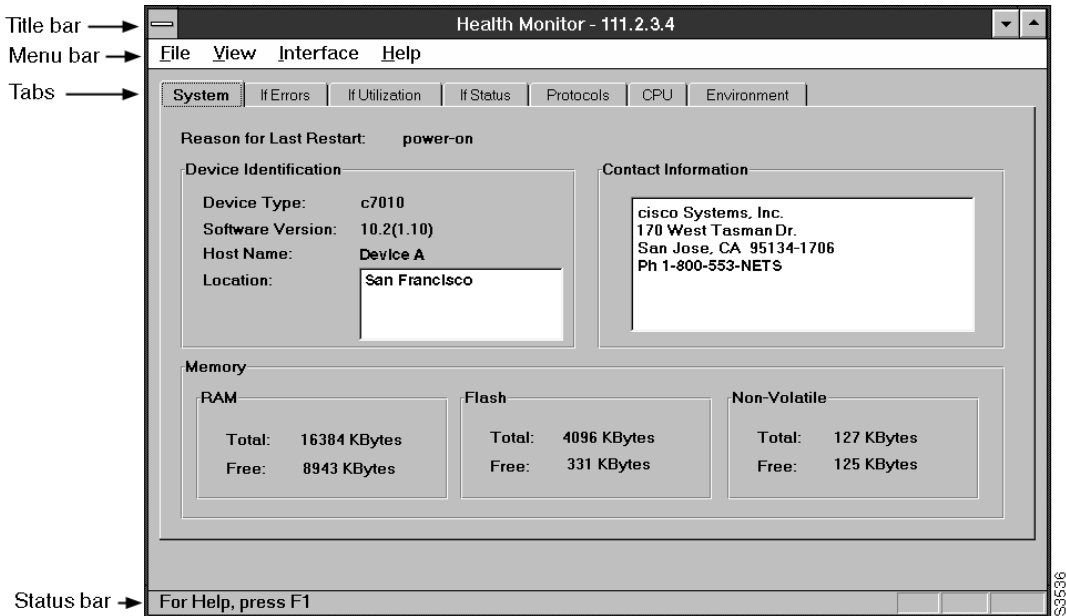 Title bar
Health Monitor - 111.2.3.4
Menu bar
File View Interface Help
Tabs
System If Errors If Utilization If Status Protocols CPU Environment
Reason for Last Restart: power-on
Device Identification
Device Type: c7010
Software Version: 10.2(1.10)
Host Name: Device A
Location: San Francisco
Contact Information
cisco Systems, Inc.
170 West Tasman Dr.
San Jose, CA 95134-1706
Ph 1-800-553-NETS
Memory
RAM
Total: 16384 KBytes
Free: 8943 KBytes
Flash
Total: 4096 KBytes
Free: 331 KBytes
Non-Volatile
Total: 127 KBytes
Free: 125 KBytes
Status bar
For Help, press F1
S3536